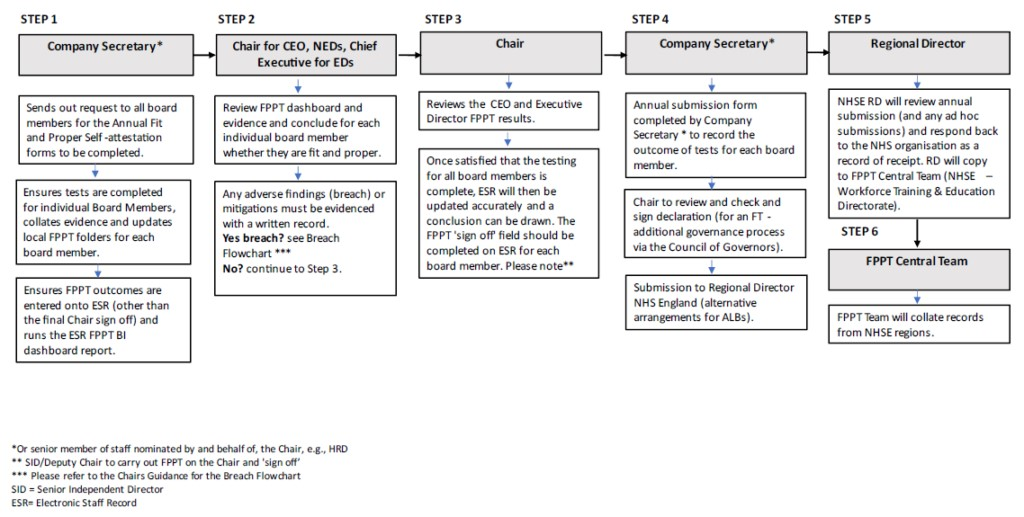 STEP 1
Company Secretary*
Sends out request to all board
members for the Annual Fit
and Proper Self -attestation
forms to be completed.
Ensures tests are completed
for individual Board Members,
collates evidence and updates
local FPPT folders for each
board member.
Ensures FPPT outcomes are
entered onto ESR (other than
the final Chair sign off) and
runs the ESR FPPT BI
dashboard report.
STEP 2
Chair for CEO, NEDs, Chief
Executive for EDs
Review FPPT dashboard and
evidence and conclude for each
individual board member
whether they are fit and proper.
Any adverse findings (breach) or
mitigations must be evidenced
with a written record.
Yes breach? see Breach
Flowchart ***
No? continue to Step 3.
STEP 3
Chair
Reviews the CEO and Executive
Director FPPT results.
Once satisfied that the testing
for all board members is
complete, ESR will then be
updated accurately and a
conclusion can be drawn. The
FPPT 'sign off' field should be
completed on ESR for each
board member. Please note**
STEP 4
Company Secretary*
Annual submission form
completed by Company
Secretary * to record the
outcome of tests for each board
member.
Chair to review and check and
sign declaration (for an FT -
additional governance process
via the Council of Governors).
Submission to Regional Director
NHS England (alternative
arrangements for ALBs).
STEP 5
Regional Director
NHSE RD will review annual
submission (and any ad hoc
submissions) and respond back
to the NHS organisation as a
record of receipt. RD will copy
to FPPT Central Team (NHSE –
Workforce Training & Education
Directorate).
STEP 6
FPPT Central Team
FPPT Team will collate records
from NHSE regions.
*Or senior member of staff nominated by and behalf of, the Chair, e.g., HRD
** SID/Deputy Chair to carry out FPPT on the Chair and 'sign off'
*** Please refer to the Chairs Guidance for the Breach Flowchart
SID = Senior Independent Director
ESR= Electronic Staff Record